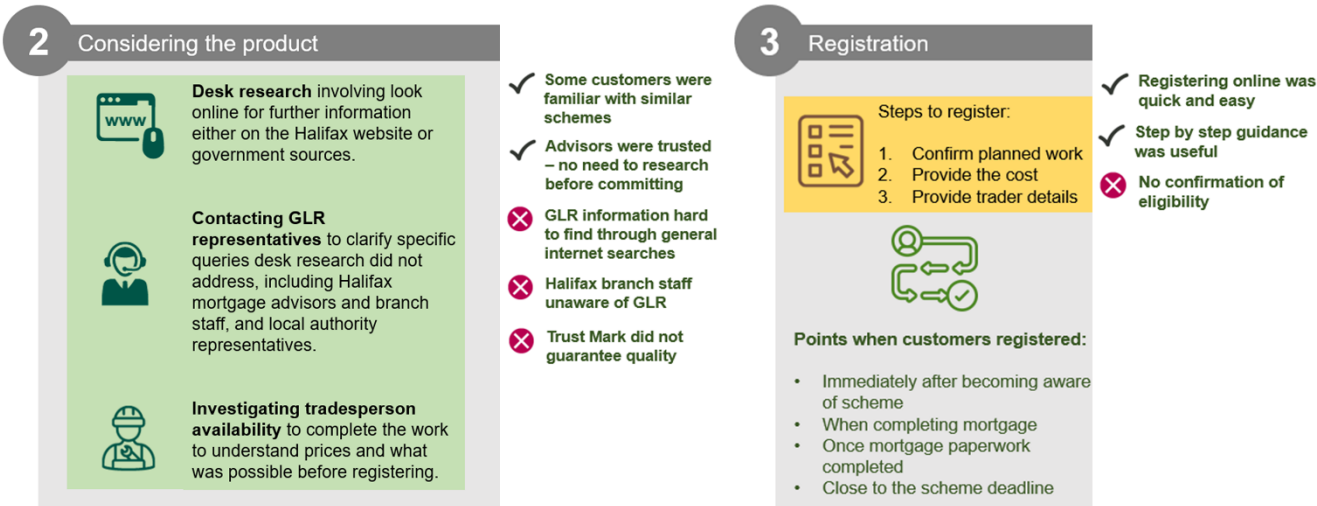 2
Considering the product
www
Desk research involving look
online for further information
either on the Halifax website or
government sources.
Contacting GLR
representatives to clarify specific
queries desk research did not
address, including Halifax
mortgage advisors and branch
staff, and local authority
representatives.
Investigating tradesperson
availability to complete the work
to understand prices and what
was possible before registering.
Some customers were
familiar with similar
schemes
Advisors were trusted
– no need to research
before committing
GLR information hard
to find through general
internet searches
Halifax branch staff
unaware of GLR
Trust Mark did not
guarantee quality
3
Registration
Steps to register:
1. Confirm planned work
2. Provide the cost
3. Provide trader details
Points when customers registered:
• Immediately after becoming aware
of scheme
• When completing mortgage
• Once mortgage paperwork
completed
• Close to the scheme deadline
Registering online was
quick and easy
Step by step guidance
was useful
No confirmation of
eligibility